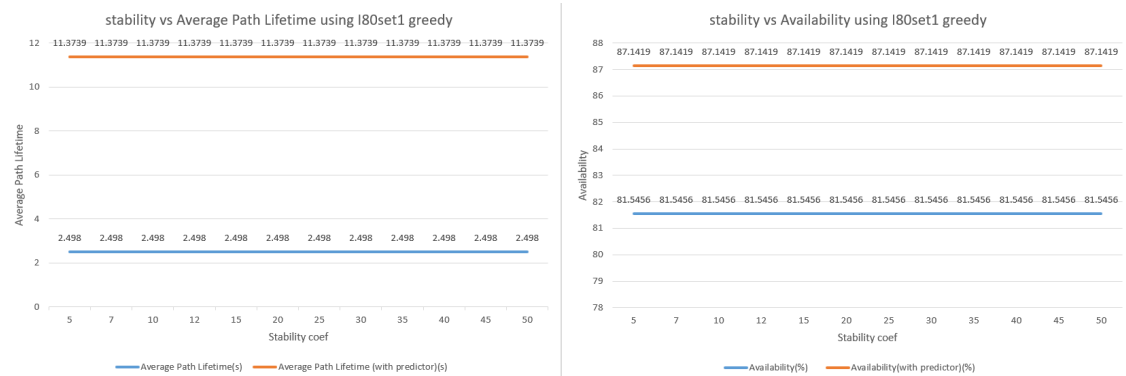 stability vs Average Path Lifetime using I80set1 greedy
12
11.3739 11.3739 11.3739 11.3739 11.3739 11.3739 11.3739 11.3739 11.3739 11.3739 11.3739 11.3739
10
8
6
4
2.498 2.498 2.498 2.498 2.498 2.498 2.498 2.498 2.498 2.498 2.498 2.498
2
0
Average Path Lifetime
5 7 10 12 15 20 25 30 35 40 45 50
Stability coef
Average Path Lifetime(s) Average Path Lifetime (with predictor)(s)
stability vs Availability using I80set1 greedy
88
87.1419 87.1419 87.1419 87.1419 87.1419 87.1419 87.1419 87.1419 87.1419 87.1419 87.1419 87.1419
87
86
85
84
83
82
81.5456 81.5456 81.5456 81.5456 81.5456 81.5456 81.5456 81.5456 81.5456 81.5456 81.5456 81.5456
81
80
79
78
Availability
5 7 10 12 15 20 25 30 35 40 45 50
Stability coef
Availability(%) Availability(with predictor)(%)